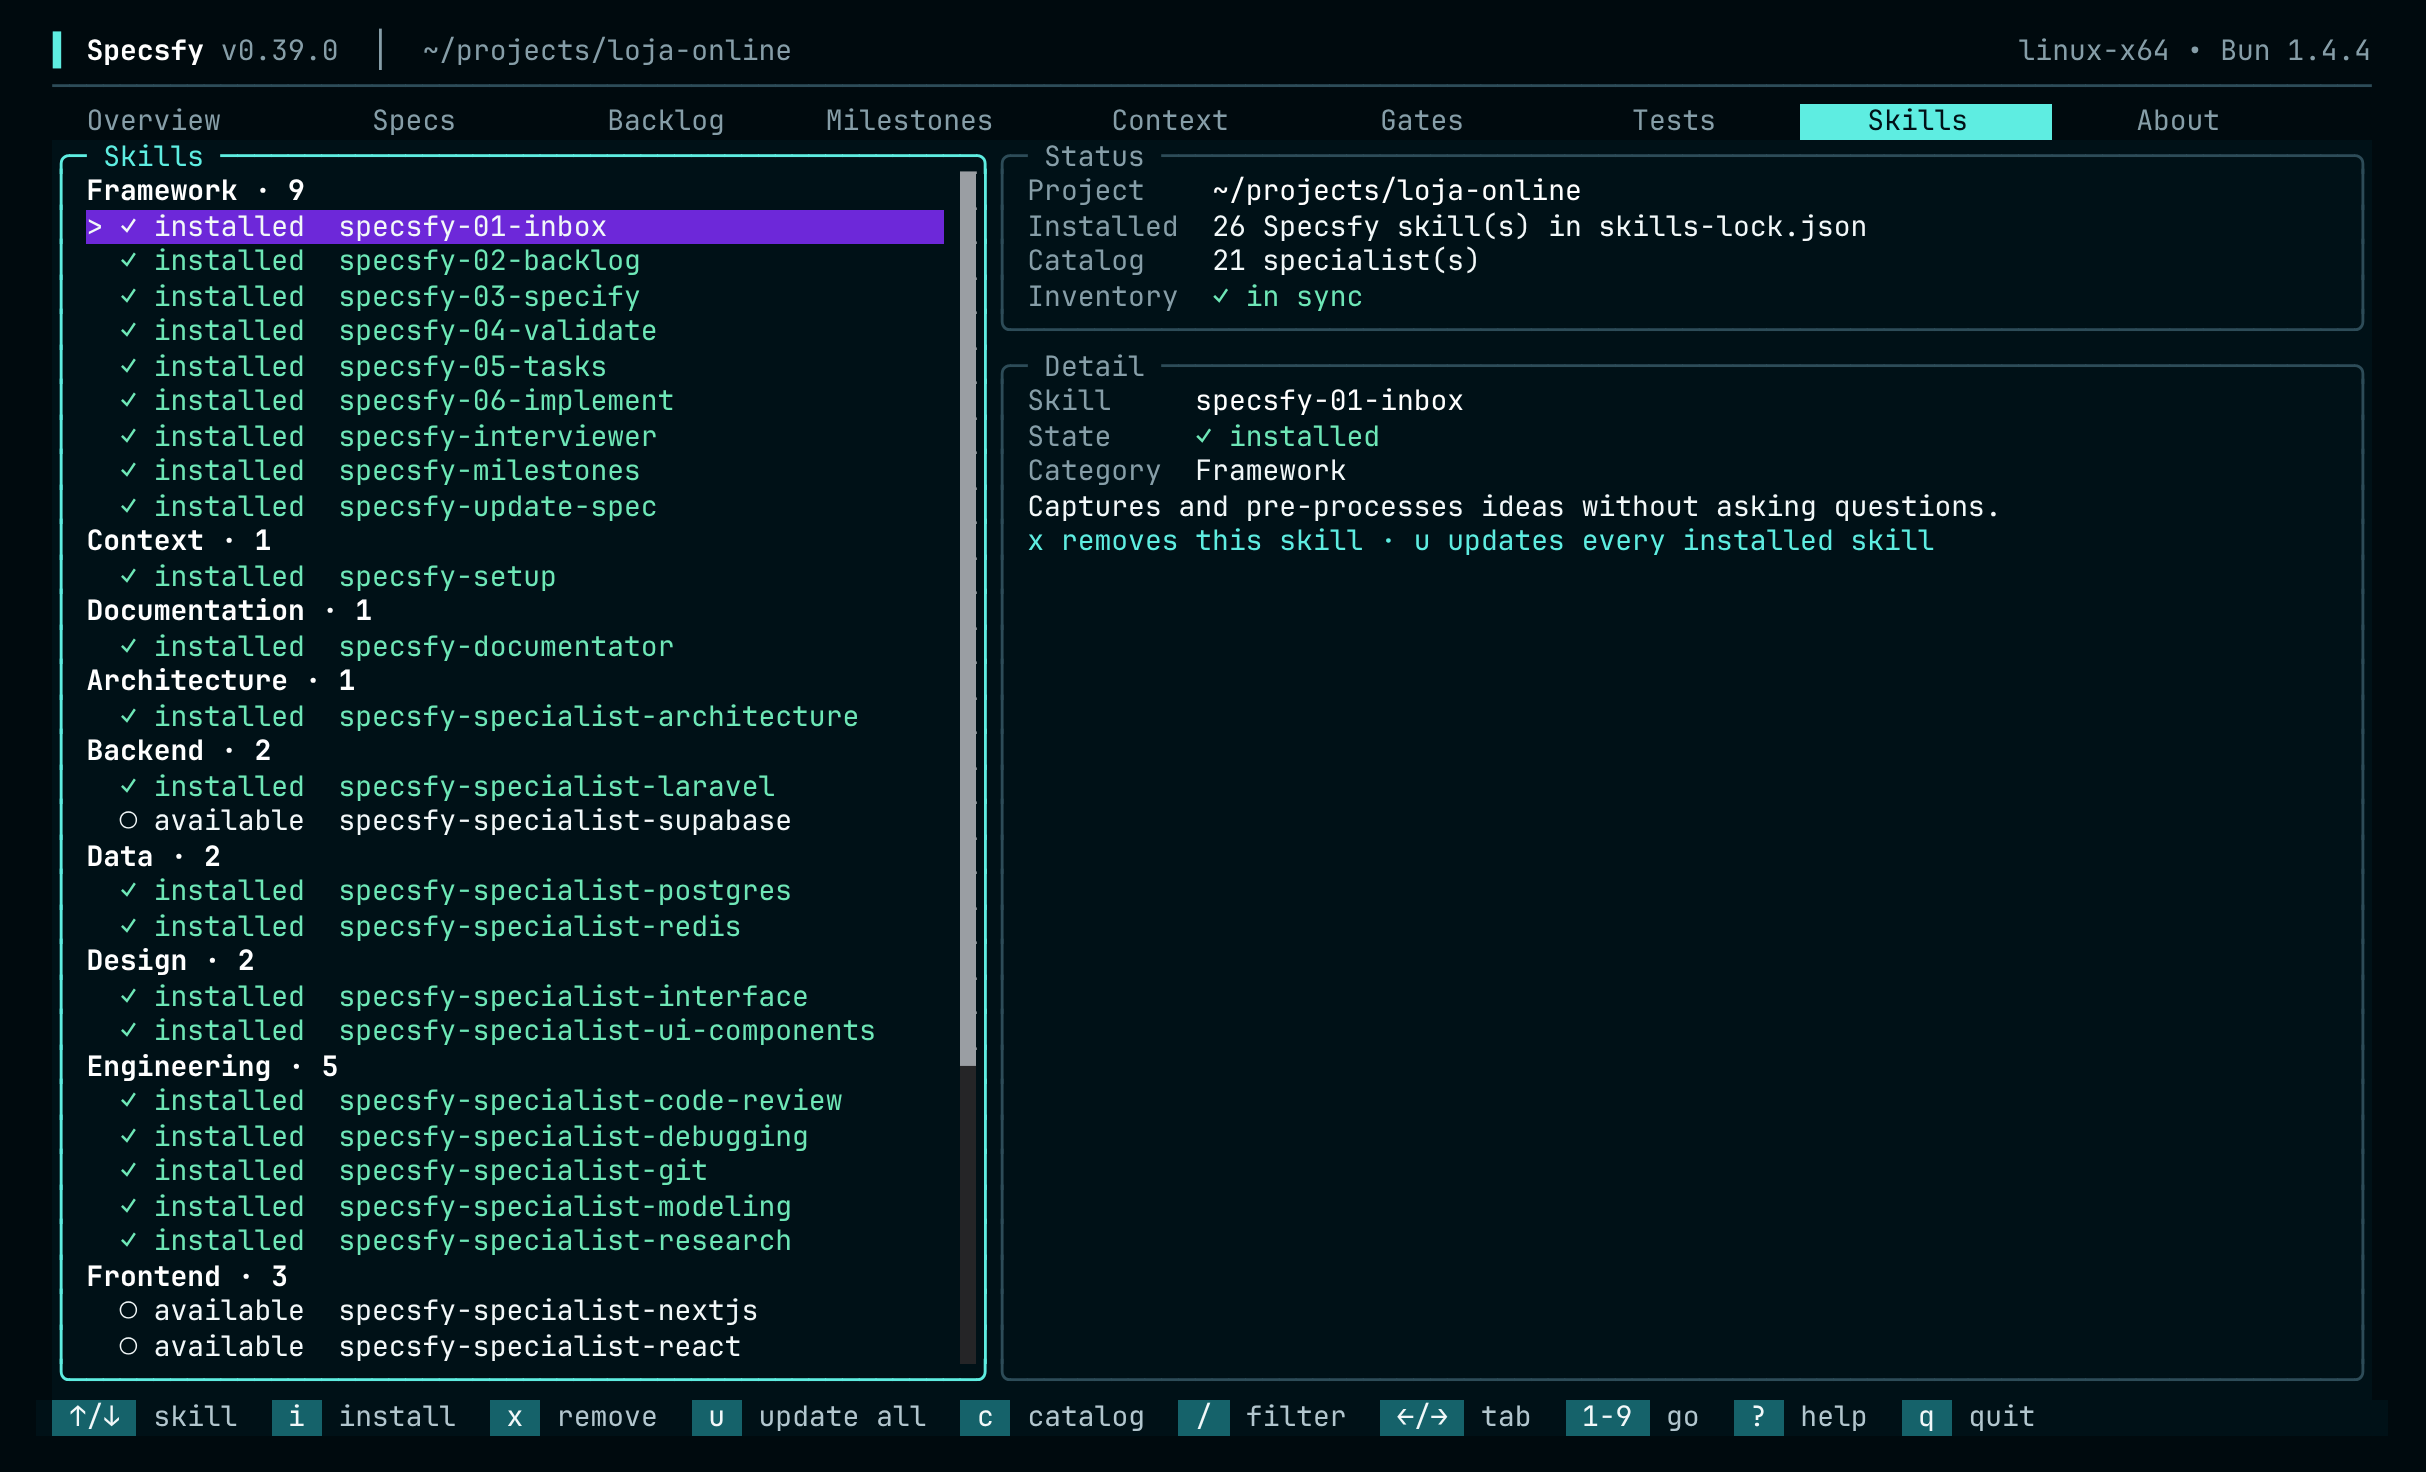 Specsfy v0.39.0 │ ~/projects/loja-online linux-x64 • Bun 1.4.4
Overview Specs Backlog Milestones Context Gates Tests Skills About
Skills
Framework · 9
> ✓ installed specsfy-01-inbox
✓ installed specsfy-02-backlog
✓ installed specsfy-03-specify
✓ installed specsfy-04-validate
✓ installed specsfy-05-tasks
✓ installed specsfy-06-implement
✓ installed specsfy-interviewer
✓ installed specsfy-milestones
✓ installed specsfy-update-spec
Context · 1
✓ installed specsfy-setup
Documentation · 1
✓ installed specsfy-documentator
Architecture · 1
✓ installed specsfy-specialist-architecture
Backend · 2
✓ installed specsfy-specialist-laravel
○ available specsfy-specialist-supabase
Data · 2
✓ installed specsfy-specialist-postgres
✓ installed specsfy-specialist-redis
Design · 2
✓ installed specsfy-specialist-interface
✓ installed specsfy-specialist-ui-components
Engineering · 5
✓ installed specsfy-specialist-code-review
✓ installed specsfy-specialist-debugging
✓ installed specsfy-specialist-git
✓ installed specsfy-specialist-modeling
✓ installed specsfy-specialist-research
Frontend · 3
○ available specsfy-specialist-nextjs
○ available specsfy-specialist-react
Status
Project ~/projects/loja-online
Installed 26 Specsfy skill(s) in skills-lock.json
Catalog 21 specialist(s)
Inventory ✓ in sync
Detail
Skill specsfy-01-inbox
State ✓ installed
Category Framework
Captures and pre-processes ideas without asking questions.
x removes this skill · u updates every installed skill
↑/↓ skill i install x remove u update all c catalog / filter ←/→ tab 1-9 go ? help q quit